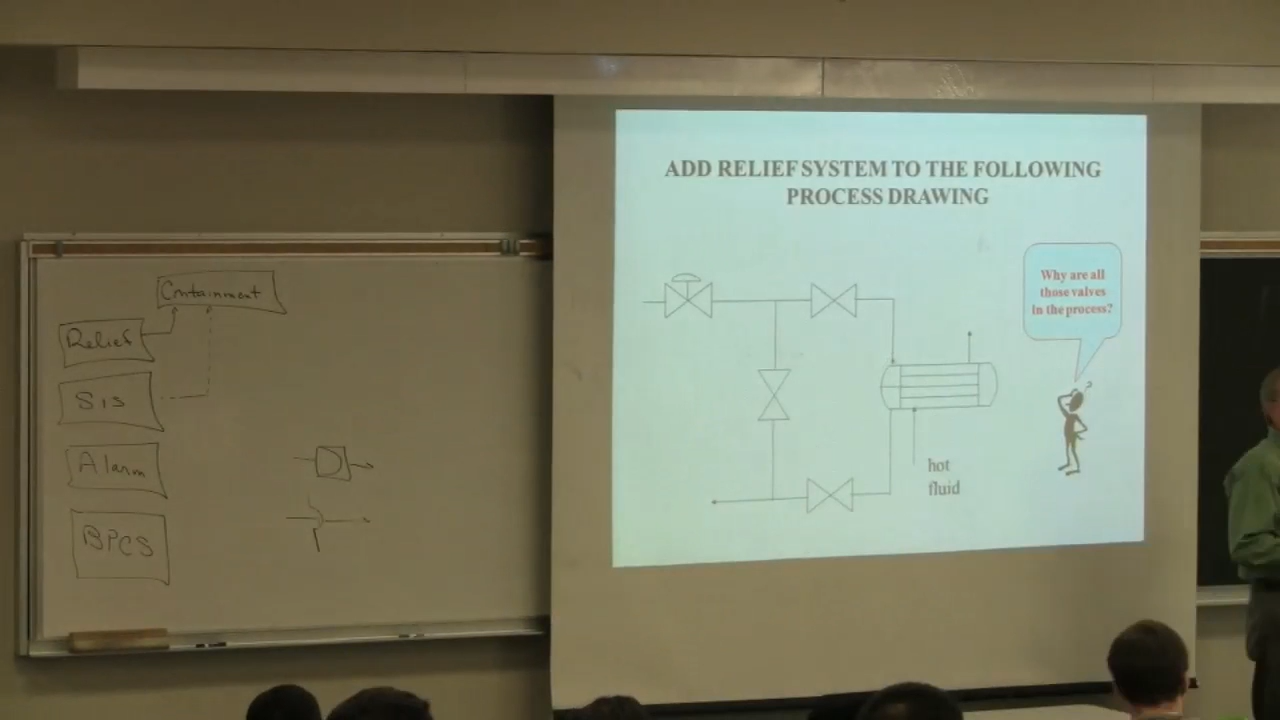 Containment
Relief
SIS
Alarm
BPCS
ADD RELIEF SYSTEM TO THE FOLLOWING
PROCESS DRAWING
Why are all
those valves
in the process?
?
hot
fluid